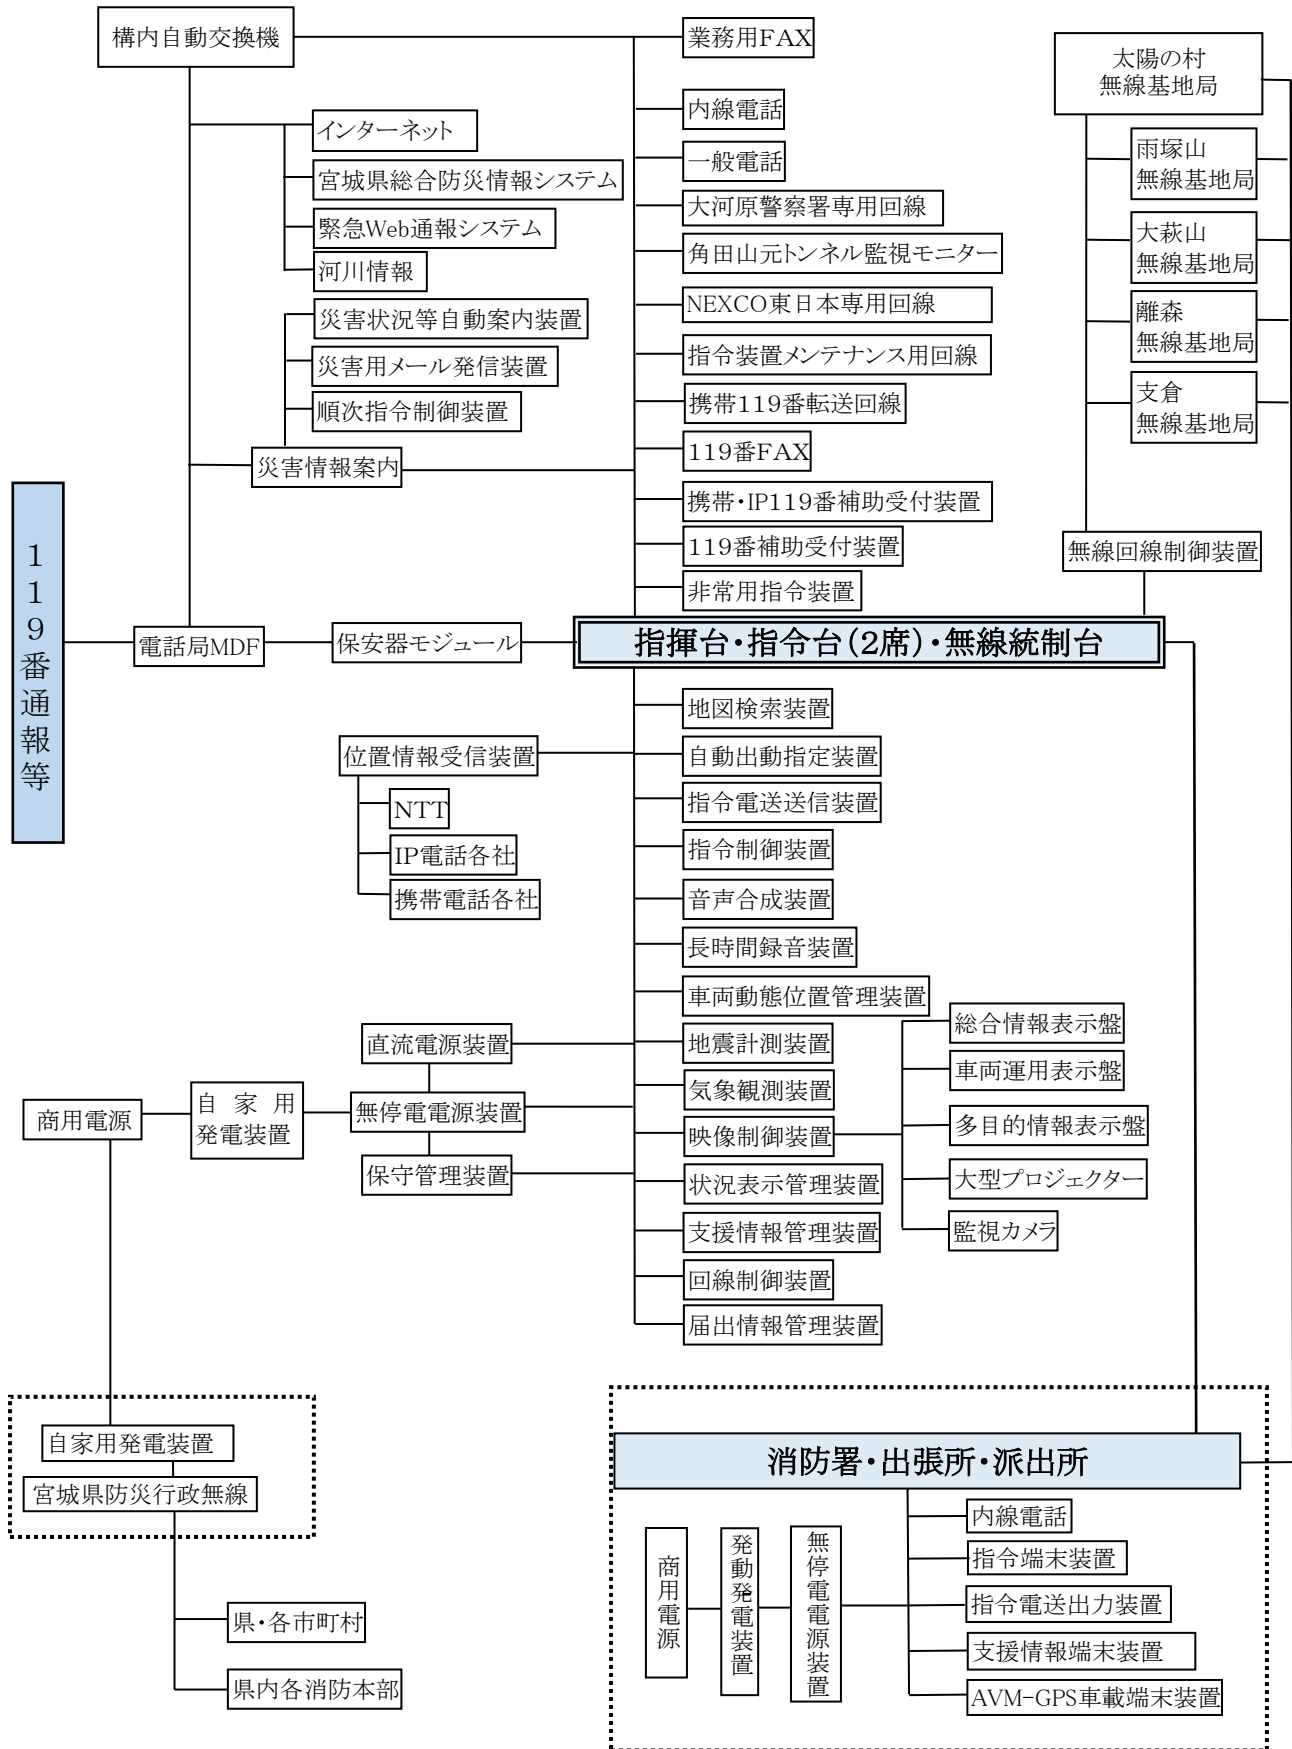 構内自動交換機
業務用FAX
太陽の村
無線基地局
内線電話
インターネット
一般電話
雨塚山
無線基地局
宮城県総合防災情報システム
大河原警察署専用回線
緊急Web通報システム
角田山元トンネル監視モニター
大萩山
無線基地局
河川情報
NEXCO東日本専用回線
災害状況等自動案内装置
離森
無線基地局
災害用メール発信装置
指令装置メンテナンス用回線
順次指令制御装置
携帯119番転送回線
支倉
無線基地局
災害情報案内
119番FAX
携帯・IP119番補助受付装置
119番補助受付装置
無線回線制御装置
非常用指令装置
119番通報等
電話局MDF
保安器モジュール
指揮台・指令台(2席)・無線統制台
地図検索装置
位置情報受信装置
自動出動指定装置
NTT
指令電送送信装置
IP電話各社
指令制御装置
携帯電話各社
音声合成装置
長時間録音装置
車両動態位置管理装置
総合情報表示盤
直流電源装置
地震計測装置
車両運用表示盤
気象観測装置
商用電源
自家用
発電装置
無停電電源装置
映像制御装置
多目的情報表示盤
保守管理装置
状況表示管理装置
大型プロジェクター
支援情報管理装置
監視カメラ
回線制御装置
届出情報管理装置
自家用発電装置
宮城県防災行政無線
県・各市町村
県内各消防本部
消防署・出張所・派出所
商用電源
発動発電装置
無停電電源装置
内線電話
指令端末装置
指令電送出力装置
支援情報端末装置
AVM-GPS車載端末装置